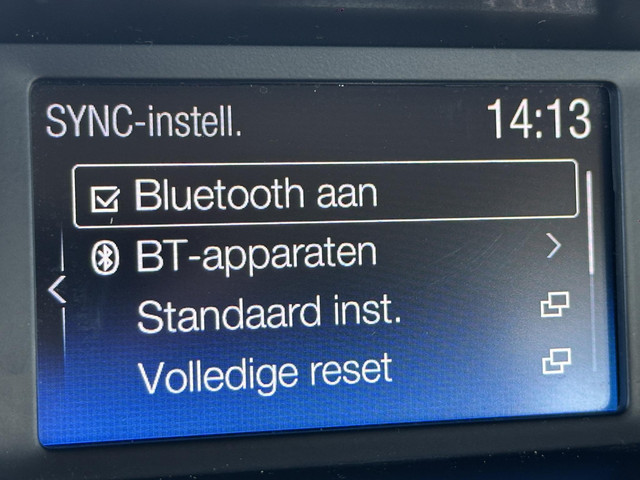 SYNC-instell. 14:13
Bluetooth aan
BT-apparaten
Standaard inst.
Volledige reset